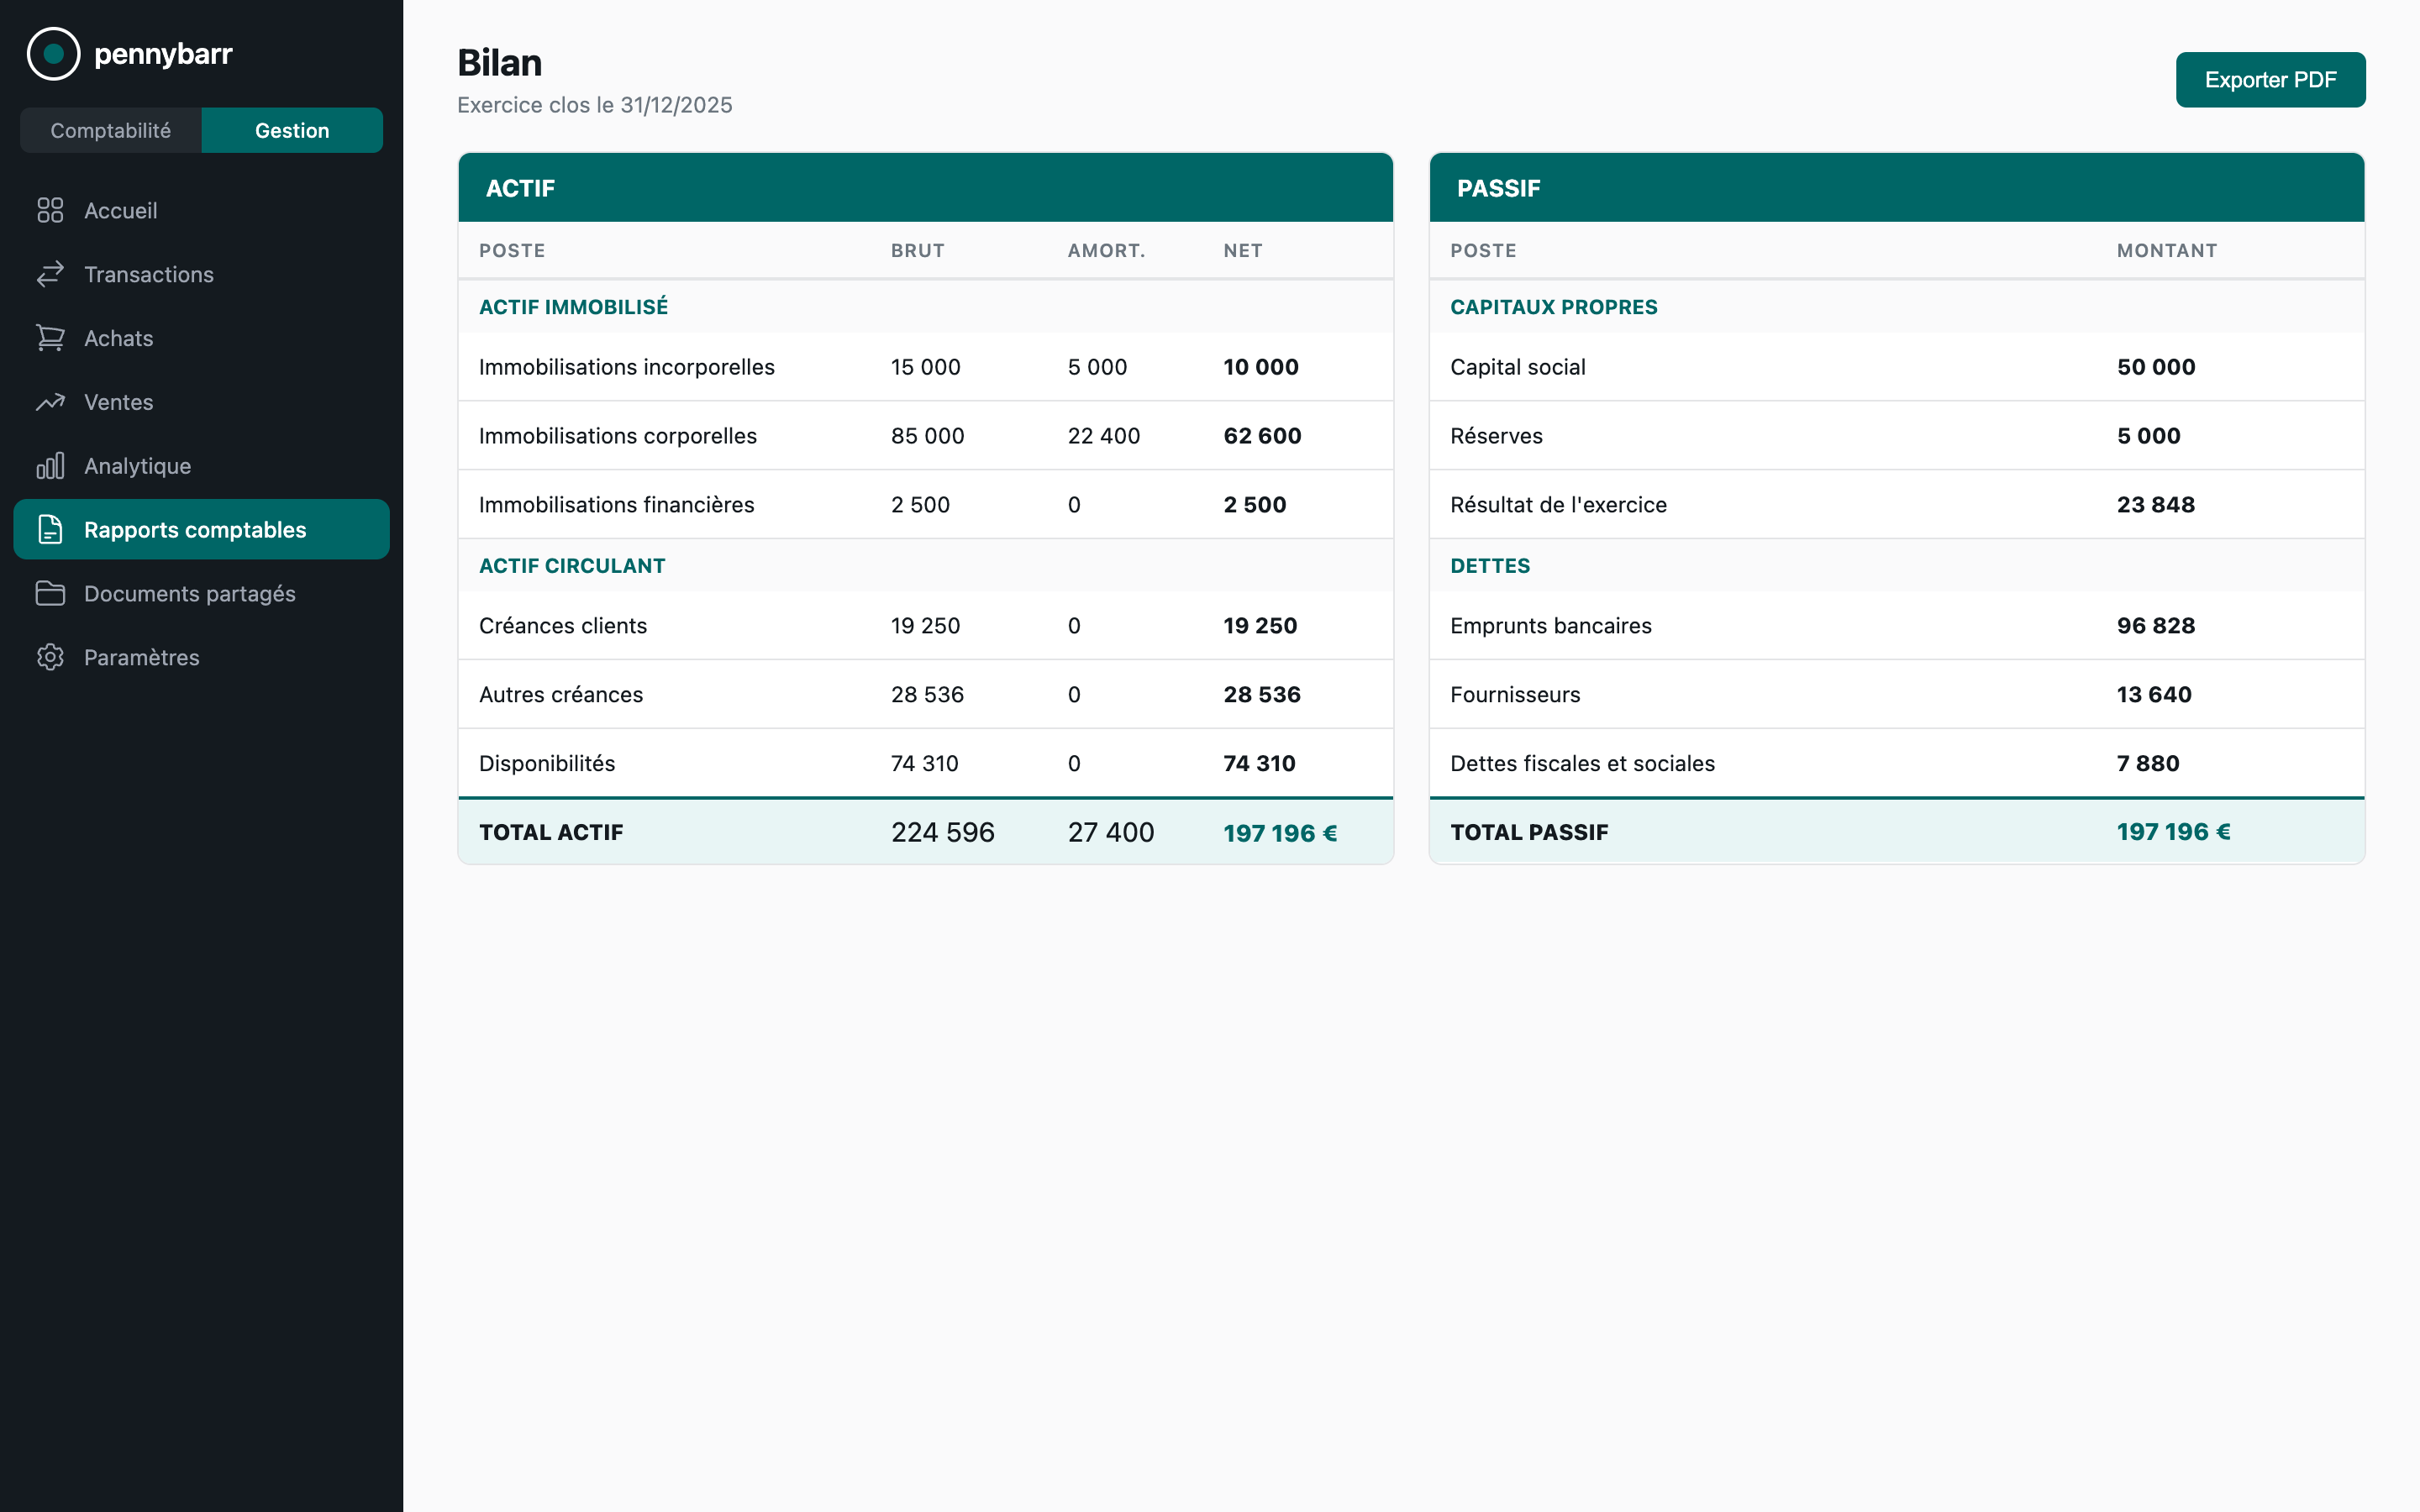 pennybarr
Comptabilité Gestion
Accueil
Transactions
Achats
Ventes
Analytique
Rapports comptables
Documents partagés
Paramètres
Bilan
Exercice clos le 31/12/2025
Exporter PDF
ACTIF
POSTE BRUT AMORT. NET
ACTIF IMMOBILISÉ
Immobilisations incorporelles 15 000 5 000 10 000
Immobilisations corporelles 85 000 22 400 62 600
Immobilisations financières 2 500 0 2 500
ACTIF CIRCULANT
Créances clients 19 250 0 19 250
Autres créances 28 536 0 28 536
Disponibilités 74 310 0 74 310
TOTAL ACTIF 224 596 27 400 197 196 €
PASSIF
POSTE MONTANT
CAPITAUX PROPRES
Capital social 50 000
Réserves 5 000
Résultat de l'exercice 23 848
DETTES
Emprunts bancaires 96 828
Fournisseurs 13 640
Dettes fiscales et sociales 7 880
TOTAL PASSIF 197 196 €